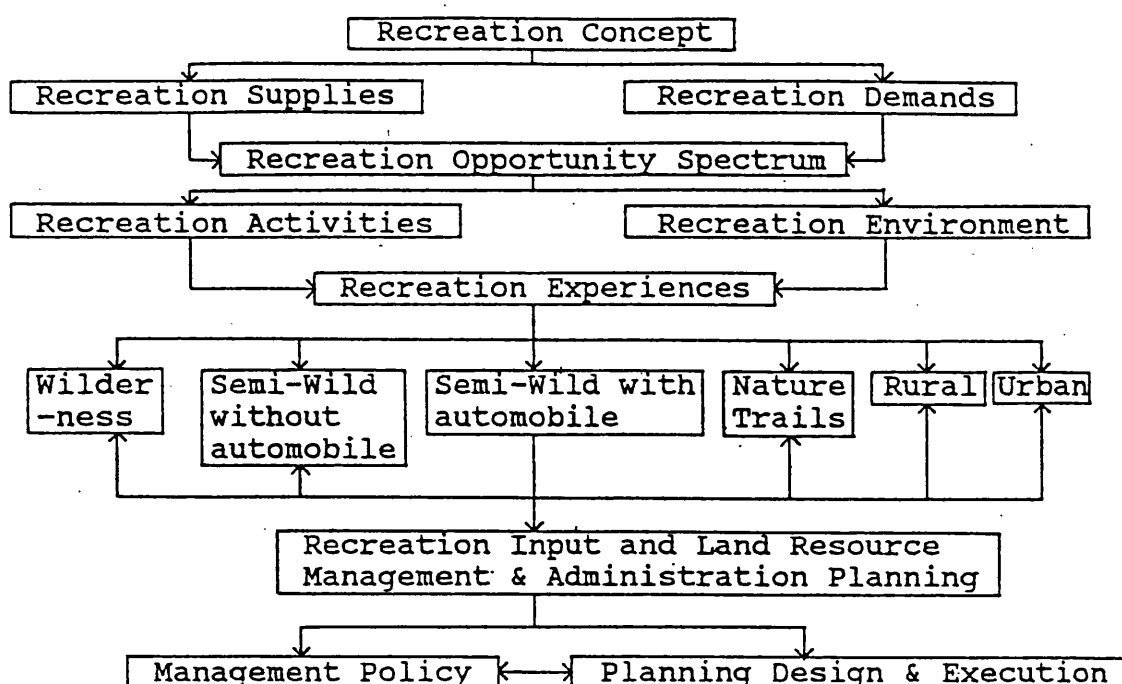 Recreation Concept
Recreation Supplies
Recreation Demands
Recreation Opportunity Spectrum
Recreation Activities
Recreation Environment
Recreation Experiences
Wilder
-ness
Semi-Wild
without
automobile
Semi-Wild with
automobile
Nature
Trails
Rural
Urban
Recreation Input and Land Resource
Management & Administration Planning
Management Policy
Planning Design & Execution